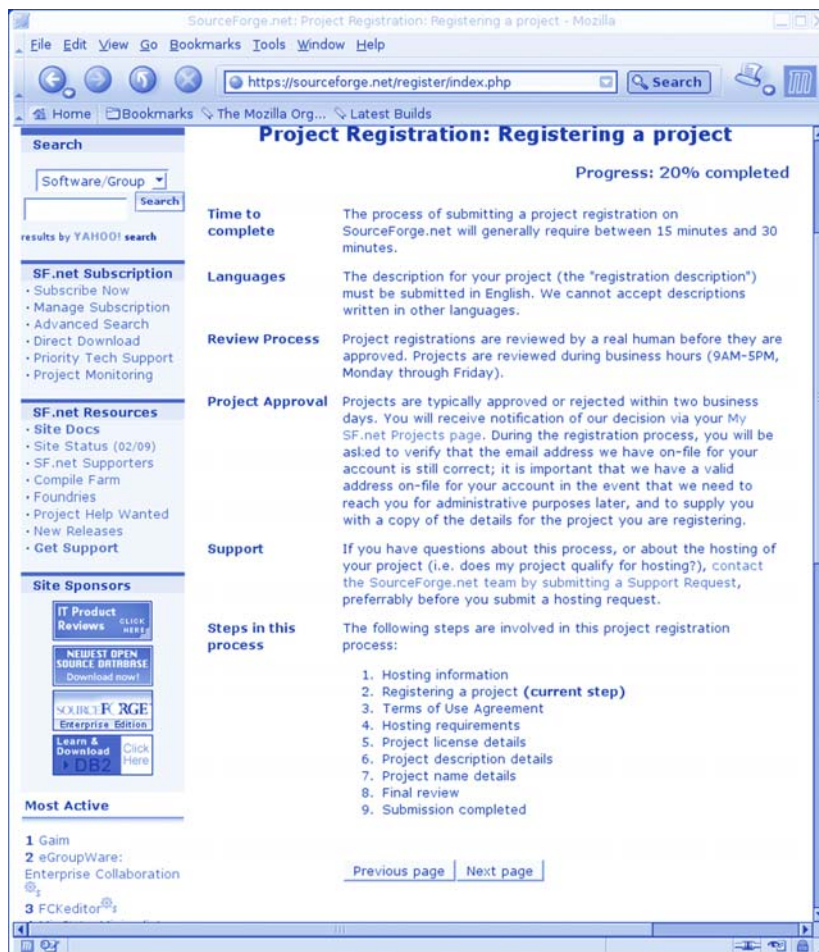 SourceForge.net: Project Registration: Registering a project - Mozilla
File Edit View Go Bookmarks Tools Window Help
https://sourceforge.net/register/index.php
Search
Home Bookmarks The Mozilla Org... Latest Builds
Search
Software/Group
Search
results by YAHOO! search
SF.net Subscription
· Subscribe Now
· Manage Subscription
· Advanced Search
· Direct Download
· Priority Tech Support
· Project Monitoring
SF.net Resources
· Site Docs
· Site Status (02/09)
· SF.net Supporters
· Compile Farm
· Foundries
· Project Help Wanted
· New Releases
· Get Support
Site Sponsors
IT Product
Reviews CLICK
HERE
NEWEST OPEN
SOURCE DATABASE
Download now!
SOURCEFORGE
Enterprise Edition
Learn &
Download
DB2
Click
Here
Most Active
1 Gaim
2 eGroupWare:
Enterprise Collaboration
3 FCKeditor
Project Registration: Registering a project
Progress: 20% completed
Time to
complete
The process of submitting a project registration on
SourceForge.net will generally require between 15 minutes and 30
minutes.
Languages
The description for your project (the "registration description")
must be submitted in English. We cannot accept descriptions
written in other languages.
Review Process
Project registrations are reviewed by a real human before they are
approved. Projects are reviewed during business hours (9AM-5PM,
Monday through Friday).
Project Approval
Projects are typically approved or rejected within two business
days. You will receive notification of our decision via your My
SF.net Projects page. During the registration process, you will be
asked to verify that the email address we have on-file for your
account is still correct; it is important that we have a valid
address on-file for your account in the event that we need to
reach you for administrative purposes later, and to supply you
with a copy of the details for the project you are registering.
Support
If you have questions about this process, or about the hosting of
your project (i.e. does my project qualify for hosting?), contact
the SourceForge.net team by submitting a Support Request,
preferrably before you submit a hosting request.
Steps in this
process
The following steps are involved in this project registration
process:
1. Hosting information
2. Registering a project (current step)
3. Terms of Use Agreement
4. Hosting requirements
5. Project license details
6. Project description details
7. Project name details
8. Final review
9. Submission completed
Previous page Next page